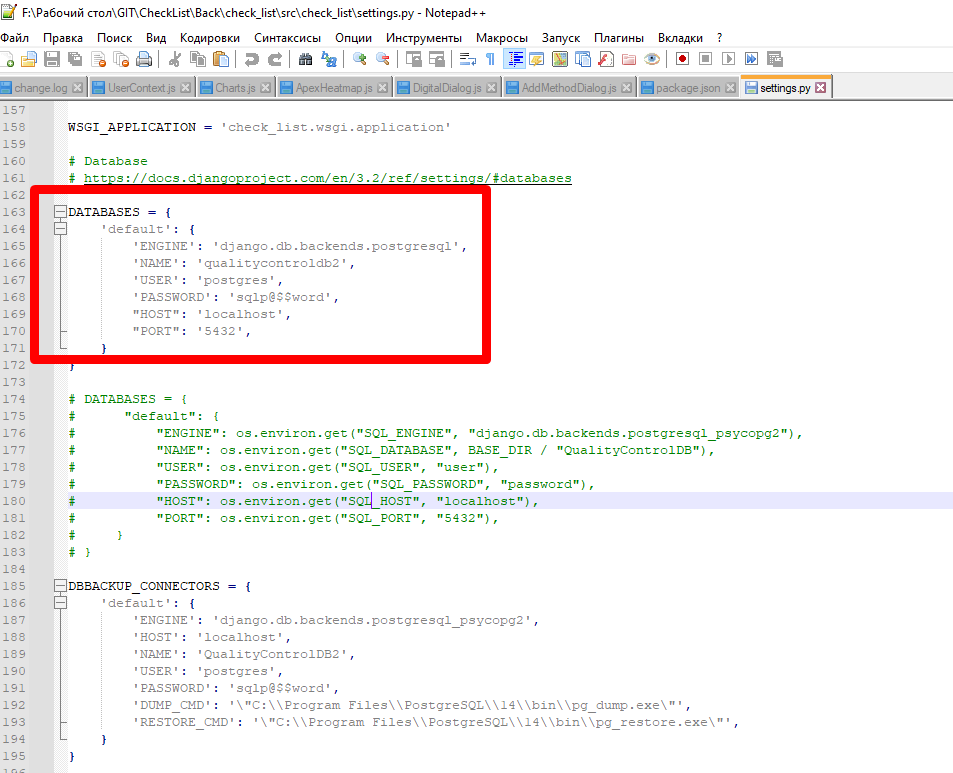 F:\Рабочий стол\GIT\CheckList\Back\check_list\src\check_list\settings.py - Notepad++
Файл Правка Поиск Вид Кодировки Синтаксисы Опции Инструменты Макросы Запуск Плагины Вкладки ?
change.log UserContext.js Charts.js ApexHeatmap.js DigitalDialog.js AddMethodDialog.js package.json settings.py
157
158 WSGI_APPLICATION = 'check_list.wsgi.application'
159
160 # Database
161 # https://docs.djangoproject.com/en/3.2/ref/settings/#databases
162
163 DATABASES = {
164 'default': {
165 'ENGINE': 'django.db.backends.postgresql',
166 'NAME': 'qualitycontroldb2',
167 'USER': 'postgres',
168 'PASSWORD': 'sqlp@$$word',
169 "HOST": 'localhost',
170 "PORT": '5432',
171 }
172 }
173
174 # DATABASES = {
175 # "default": {
176 # "ENGINE": os.environ.get("SQL_ENGINE", "django.db.backends.postgresql_psycopg2"),
177 # "NAME": os.environ.get("SQL_DATABASE", BASE_DIR / "QualityControlDB"),
178 # "USER": os.environ.get("SQL_USER", "user"),
179 # "PASSWORD": os.environ.get("SQL_PASSWORD", "password"),
180 # "HOST": os.environ.get("SQL_HOST", "localhost"),
181 # "PORT": os.environ.get("SQL_PORT", "5432"),
182 # }
183 # }
184
185 DBBACKUP_CONNECTORS = {
186 'default': {
187 'ENGINE': 'django.db.backends.postgresql_psycopg2',
188 'HOST': 'localhost',
189 'NAME': 'QualityControlDB2',
190 'USER': 'postgres',
191 'PASSWORD': 'sqlp@$$word',
192 'DUMP_CMD': '\"C:\\Program Files\\PostgreSQL\\14\\bin\\pg_dump.exe\"',
193 'RESTORE_CMD': '\"C:\\Program Files\\PostgreSQL\\14\\bin\\pg_restore.exe\"',
194 }
195 }
196